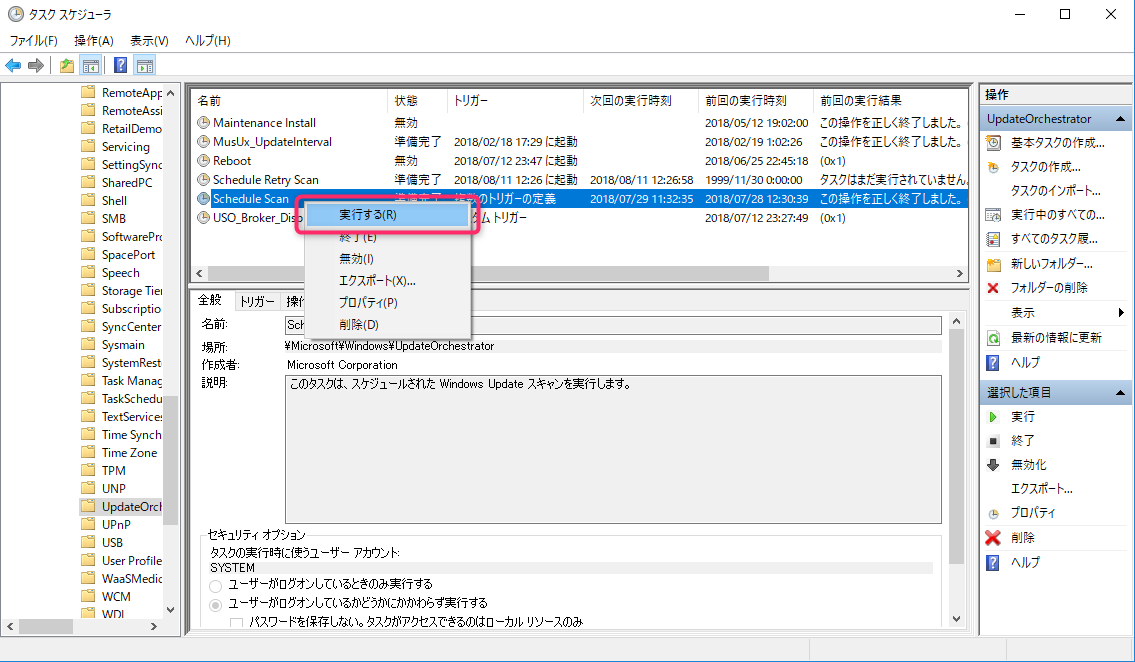 タスク スケジューラ
ファイル(F) 操作(A) 表示(V) ヘルプ(H)
RemoteApp
RemoteAssi
RetailDemo
Servicing
SettingSync
SharedPC
Shell
SMB
SoftwarePro
SpacePort
Speech
Storage Tier
Subscriptio
SyncCenter
Sysmain
SystemRest
Task Manag
TaskSchedu
TextServices
Time Synch
Time Zone
TPM
UNP
UpdateOrch
UPnP
USB
User Profile
WaaSMedic
WCM
WDI
名前 状態 トリガー 次回の実行時刻 前回の実行時刻 前回の実行結果
Maintenance Install 無効 2018/05/12 19:02:00 この操作を正しく終了しました。
MusUx_UpdateInterval 準備完了 2018/02/18 17:29 に起動 2018/02/19 1:02:26 この操作を正しく終了しました。
Reboot 無効 2018/07/12 23:47 に起動 2018/06/25 22:45:18 (0x1)
Schedule Retry Scan 準備完了 2018/08/11 12:26 に起動 2018/08/11 12:26:58 1999/11/30 0:00:00 タスクはまだ実行されていません。
Schedule Scan 準備完了 複数のトリガーの定義 2018/07/29 11:32:35 2018/07/28 12:30:39 この操作を正しく終了しました。
USO_Broker_Disp タム トリガー 2018/07/12 23:27:49 (0x1)
実行する(R)
終了(E)
無効(I)
エクスポート(X)...
プロパティ(P)
削除(D)
全般 トリガー 操作
名前: Sch
場所: ¥Microsoft¥Windows¥UpdateOrchestrator
作成者: Microsoft Corporation
説明: このタスクは、スケジュールされた Windows Update スキャンを実行します。
セキュリティ オプション
タスクの実行時に使うユーザー アカウント:
SYSTEM
ユーザーがログオンしているときのみ実行する
ユーザーがログオンしているかどうかにかかわらず実行する
パスワードを保存しない。タスクがアクセスできるのはローカル リソースのみ
操作
UpdateOrchestrator
基本タスクの作成...
タスクの作成...
タスクのインポート...
実行中のすべての...
すべてのタスク履...
新しいフォルダー...
フォルダーの削除
表示
最新の情報に更新
ヘルプ
選択した項目
実行
終了
無効化
エクスポート...
プロパティ
削除
ヘルプ